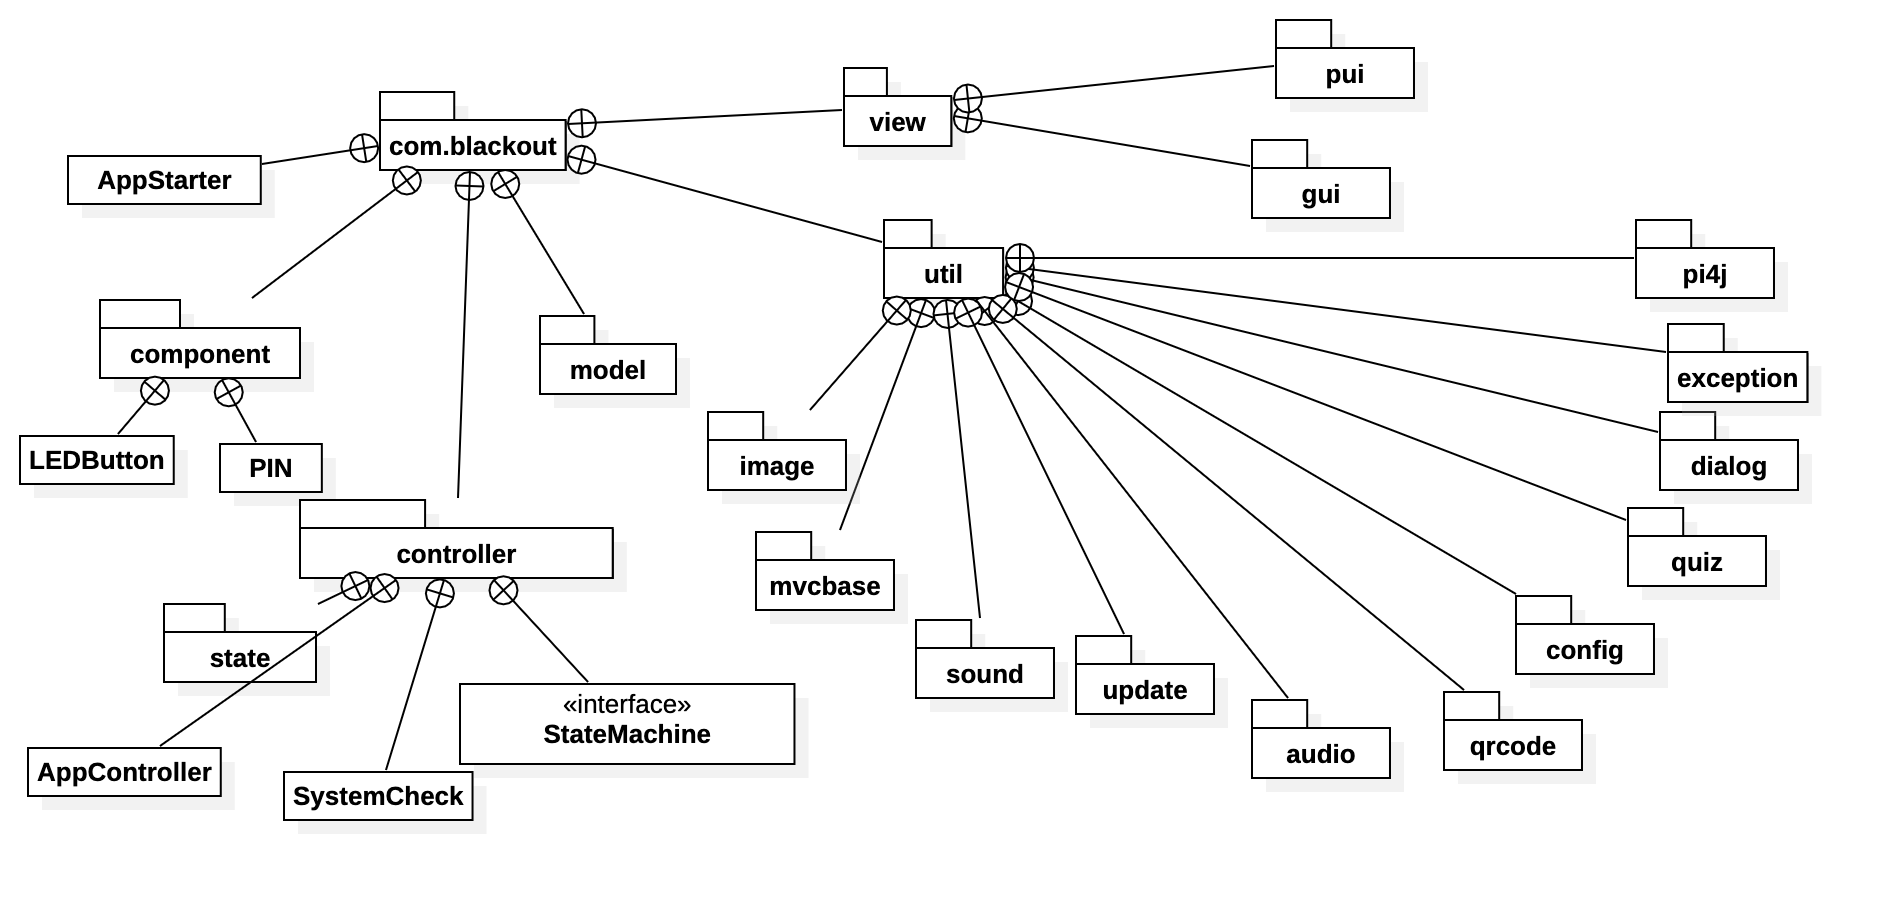 pui
view
com.blackout
AppStarter
gui
util
pi4j
component
model
exception
LEDButton
PIN
image
dialog
controller
mvcbase
quiz
state
sound
update
config
«interface»
StateMachine
AppController
SystemCheck
audio
qrcode